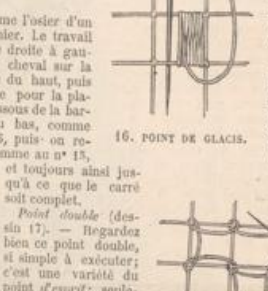 me l'osier d'un
nier. Le travail
e droite à gau-
cheval sur la
du haut, puis
e pour la pla-
ssous de la bar-
u bas, comme
, puis on re-
mme au n° 15,
et toujours ainsi jus-
qu'à ce que le carré
soit complet.
Point double (des-
sin 17). — Regardez
bien ce point double,
si simple à exécuter;
c'est une variété du
point d'esprit: seule-
16. POINT DE GLACIS.